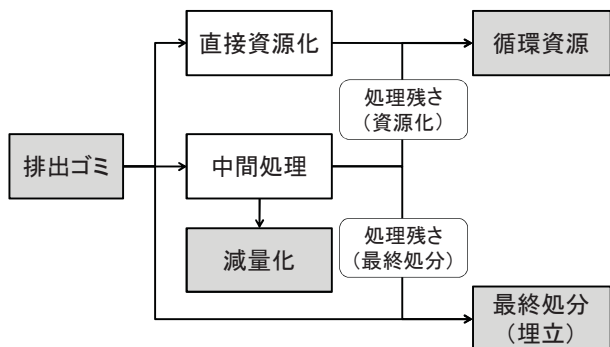 直接資源化
循環資源
処理残さ
(資源化)
排出ゴミ
中間処理
処理残さ
(最終処分)
減量化
最終処分
(埋立)